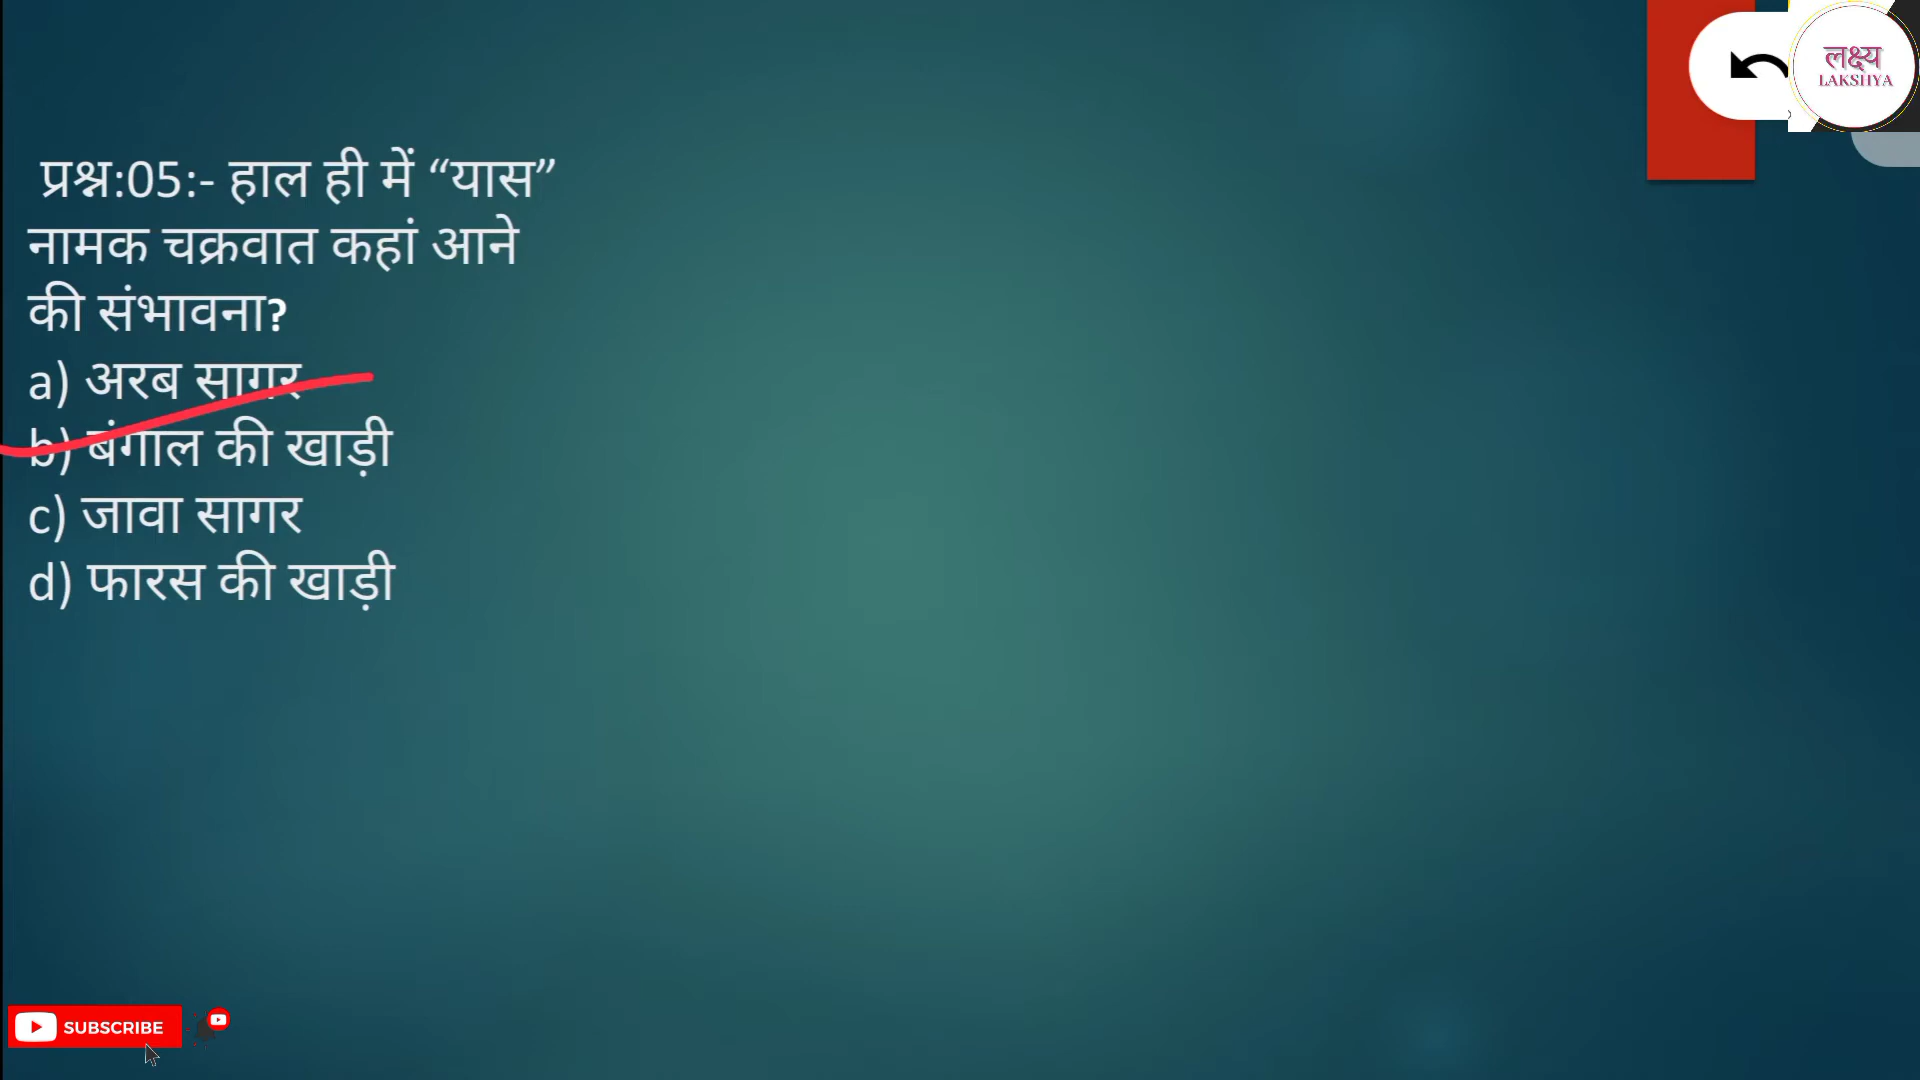 लक्ष्य
LAKSHYA
प्रश्न:05:- हाल ही में “यास”
नामक चक्रवात कहां आने
की संभावना?
a) अरब सागर
b) बंगाल की खाड़ी
c) जावा सागर
d) फारस की खाड़ी
SUBSCRIBE